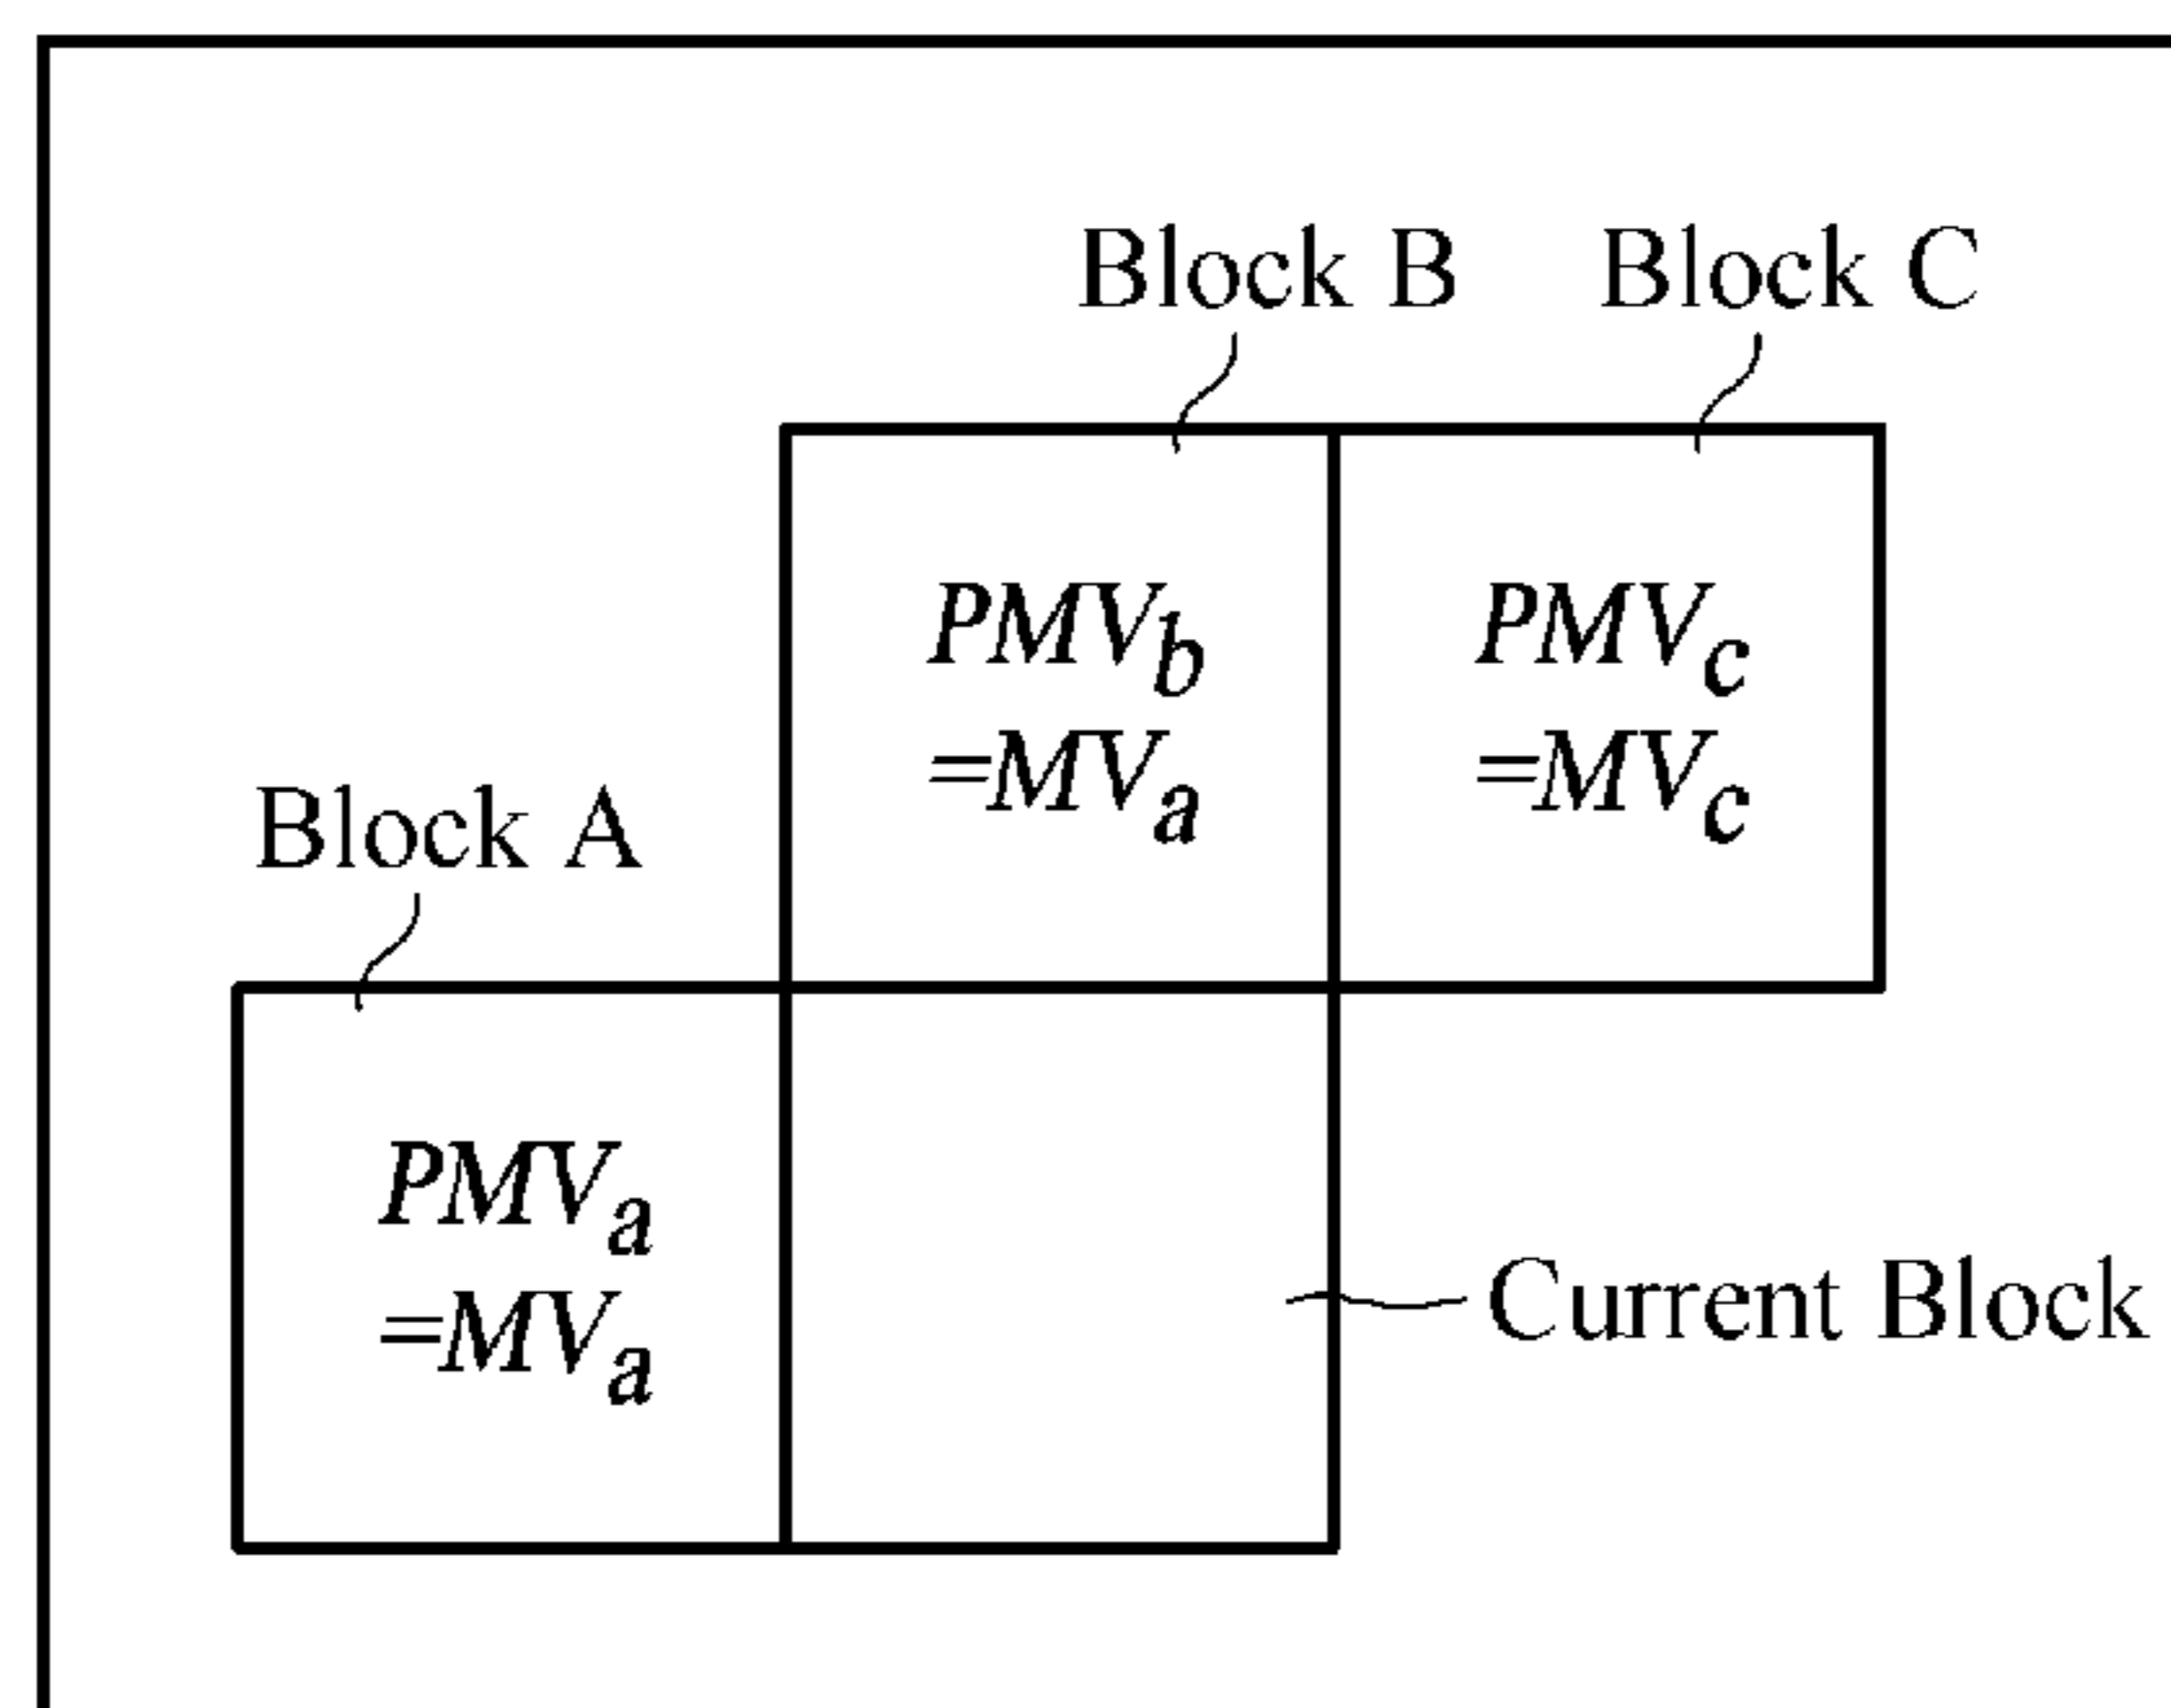 Block B
Block C
PMVb
=MVa
PMVc
=MVc
Block A
PMVa
=MVa
Current Block